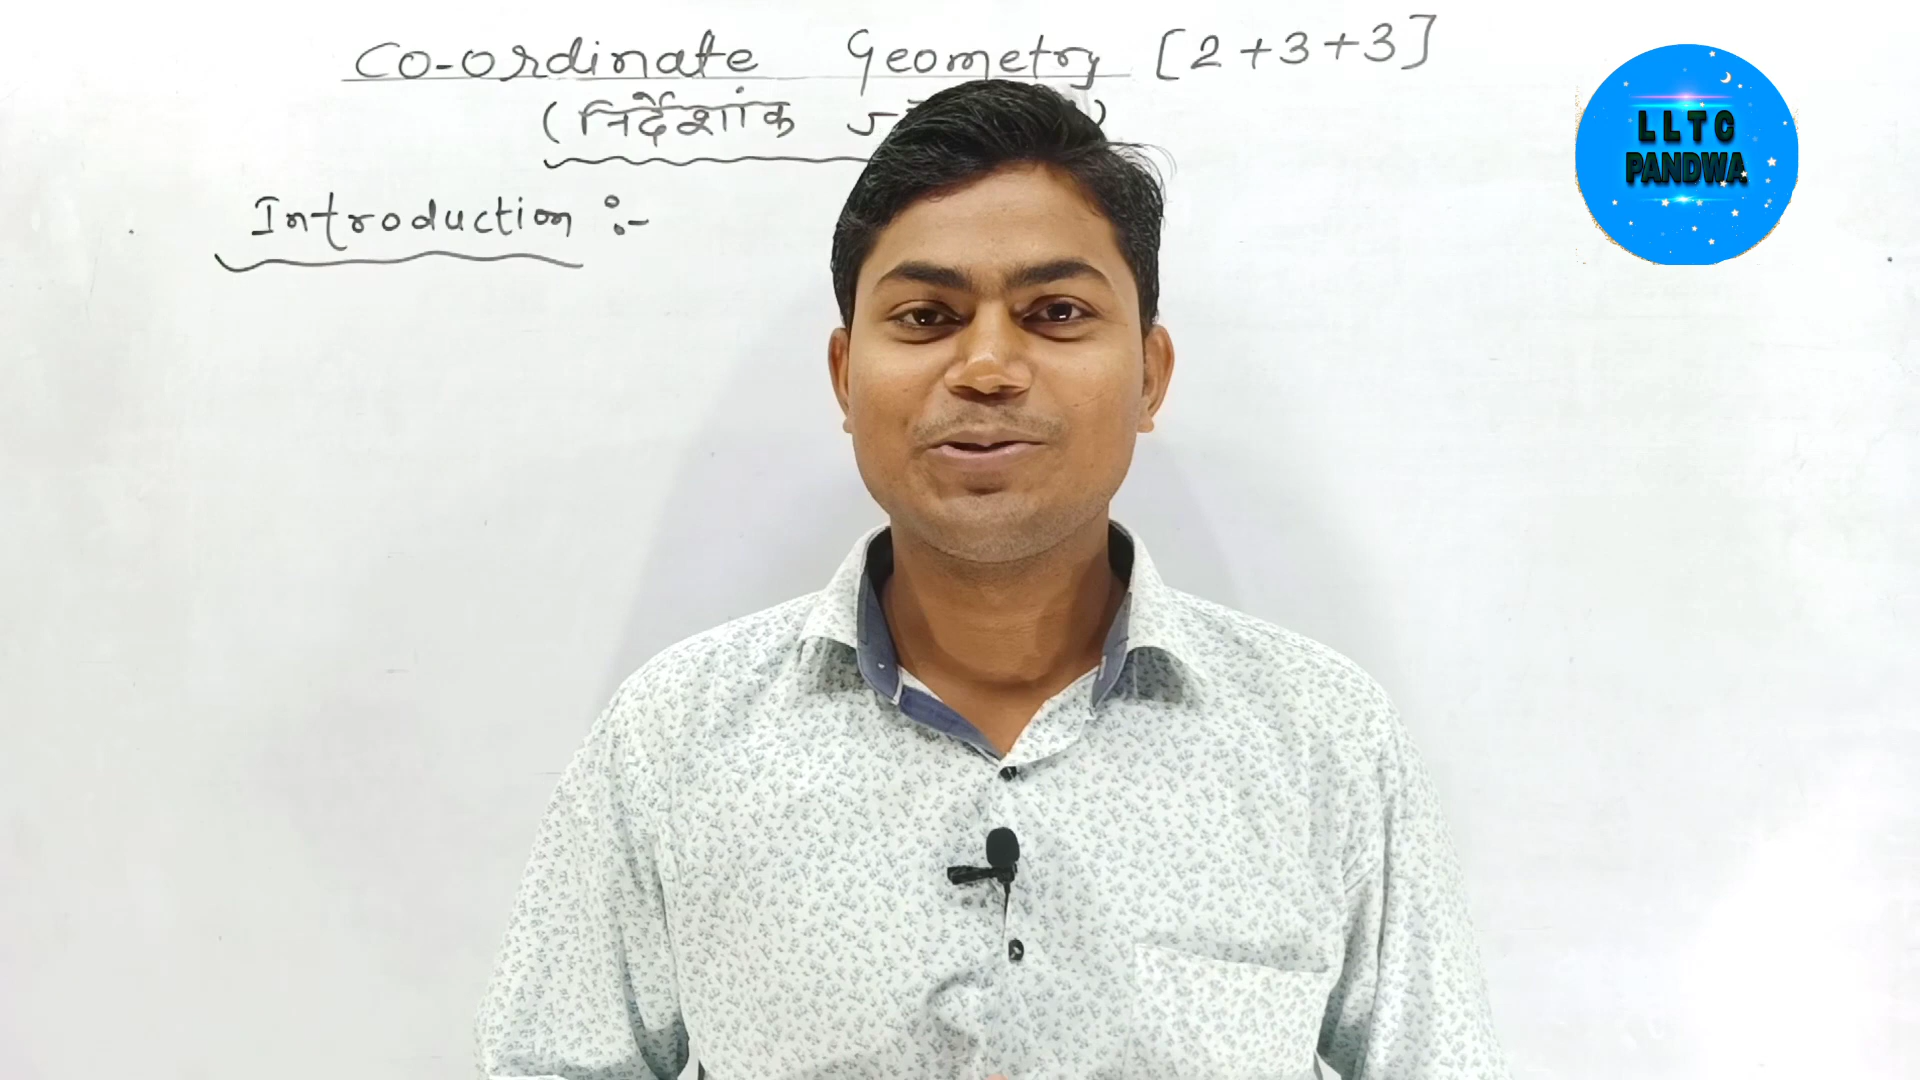 Co-ordinate Geometry [2+3+3]
(निर्देशांक
Introduction :-
LLTC
PANDWA